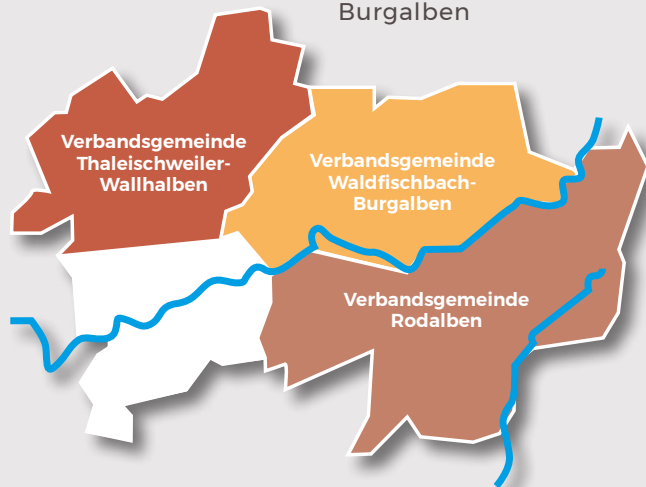 Burgalben
Verbandsgemeinde
Thaleischweiler-
Wallhalben
Verbandsgemeinde
Waldfischbach-
Burgalben
Verbandsgemeinde
Rodalben